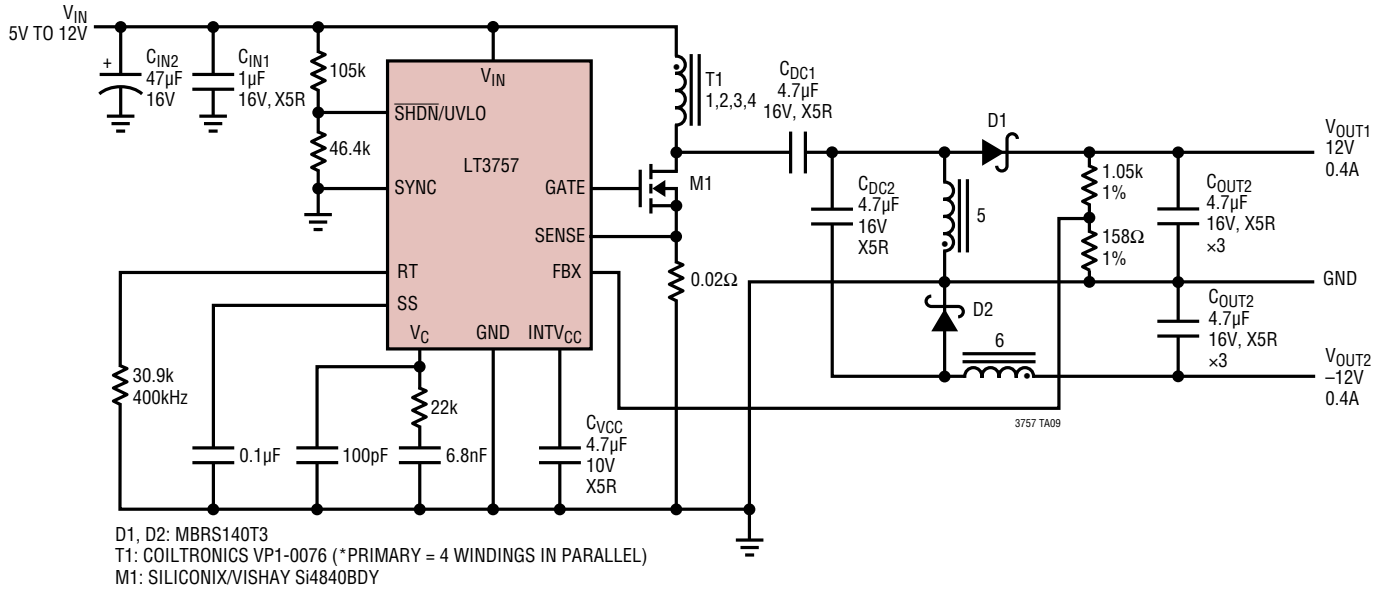 VIN
5V TO 12V
+
CIN2
47µF
16V
CIN1
1µF
16V, X5R
105k
46.4k
VIN
SHDN/UVLO
LT3757
SYNC
GATE
SENSE
RT
FBX
SS
VC
GND
INTVCC
T1
1,2,3,4
M1
0.02Ω
CDC1
4.7µF
16V, X5R
CDC2
4.7µF
16V
X5R
D1
5
D2
6
1.05k
1%
158Ω
1%
COUT2
4.7µF
16V, X5R
×3
COUT2
4.7µF
16V, X5R
×3
VOUT1
12V
0.4A
GND
VOUT2
–12V
0.4A
30.9k
400kHz
0.1µF
100pF
22k
6.8nF
CVCC
4.7µF
10V
X5R
3757 TA09
D1, D2: MBRS140T3
T1: COILTRONICS VP1-0076 (*PRIMARY = 4 WINDINGS IN PARALLEL)
M1: SILICONIX/VISHAY Si4840BDY